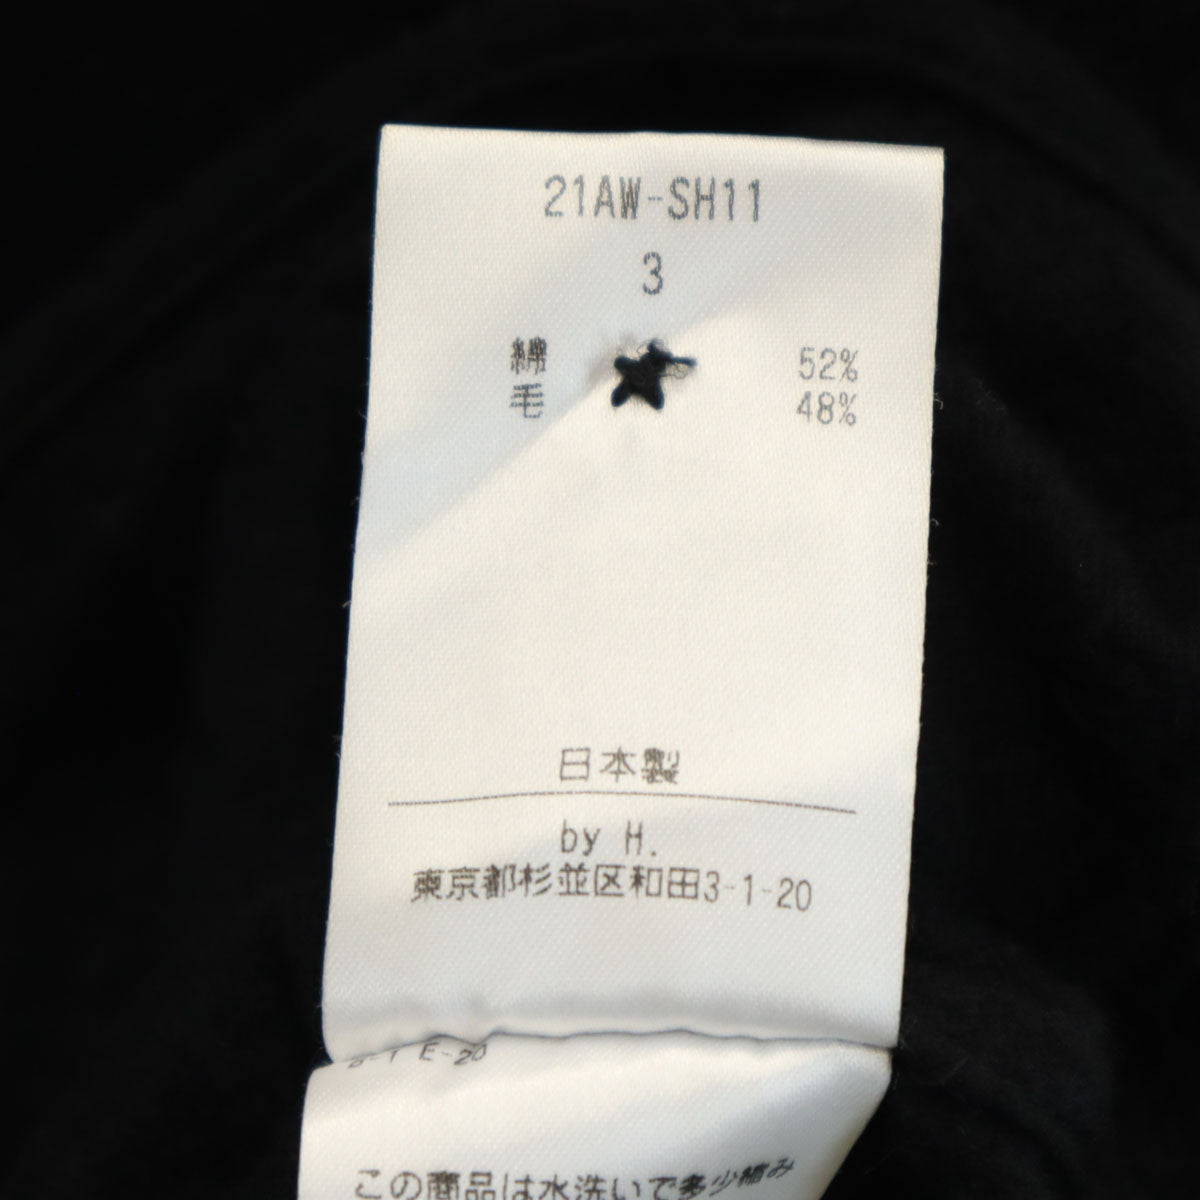 21AW-SH11
3
綿 52%
毛 48%
日本製
by H.
東京都杉並区和田3-1-20
E-20
この商品は水洗いで多少縮み